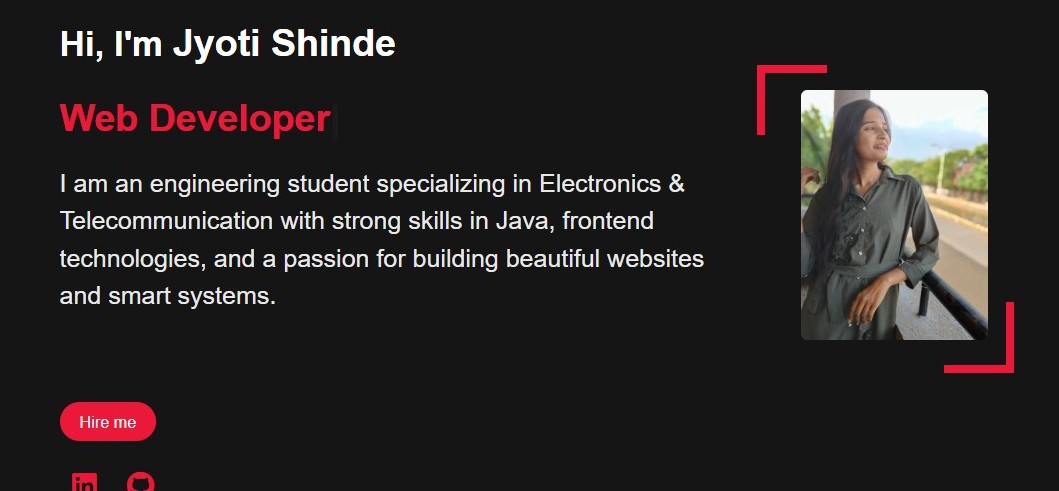 Hi, I'm Jyoti Shinde
Web Developer
I am an engineering student specializing in Electronics &
Telecommunication with strong skills in Java, frontend
technologies, and a passion for building beautiful websites
and smart systems.
Hire me
in